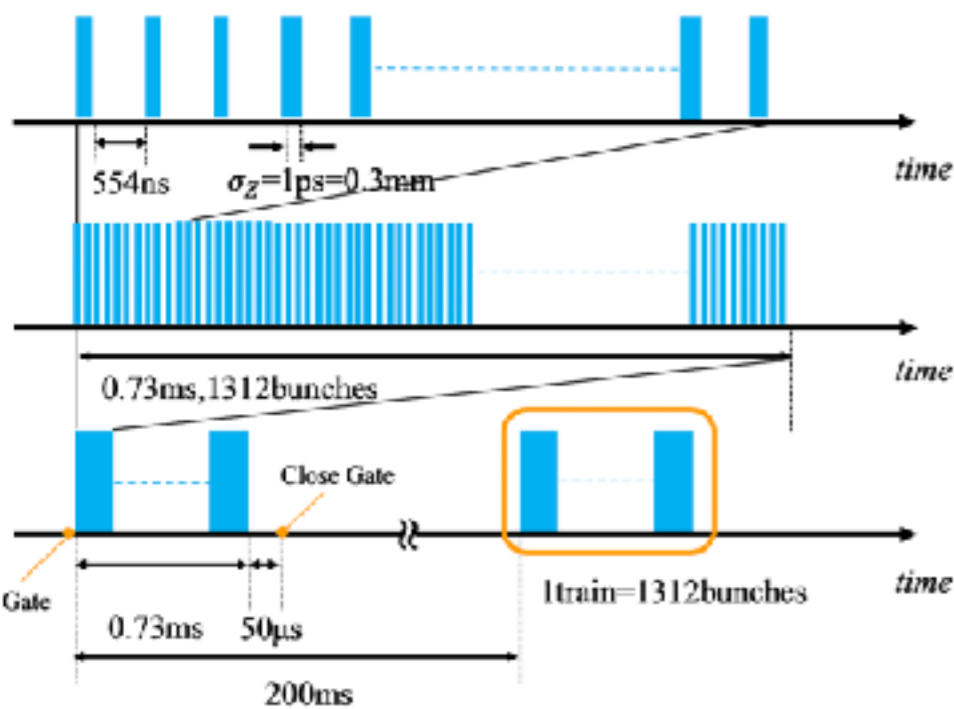 time
554ns
σz=1ps=0.3mm
time
0.73ms,1312bunches
Close Gate
time
Gate
1train=1312bunches
0.73ms
50μs
200ms